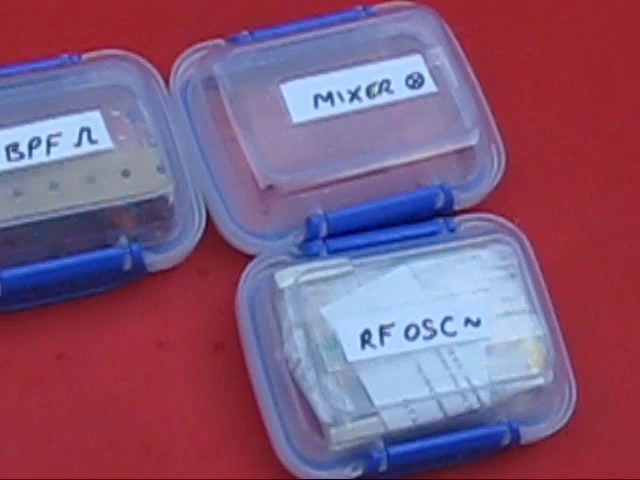 BPF ⎍
MIXER ⊗
RF OSC ~